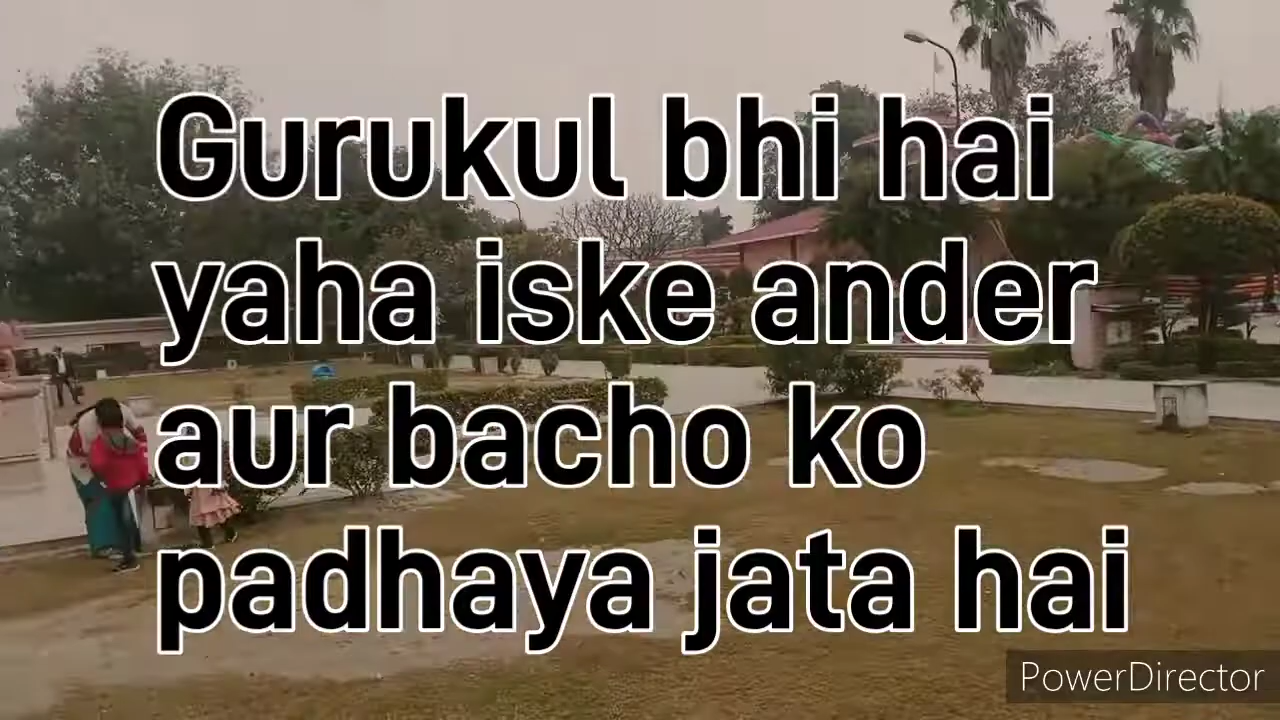 Gurukul bhi hai
yaha iske ander
aur bacho ko
padhaya jata hai
PowerDirector